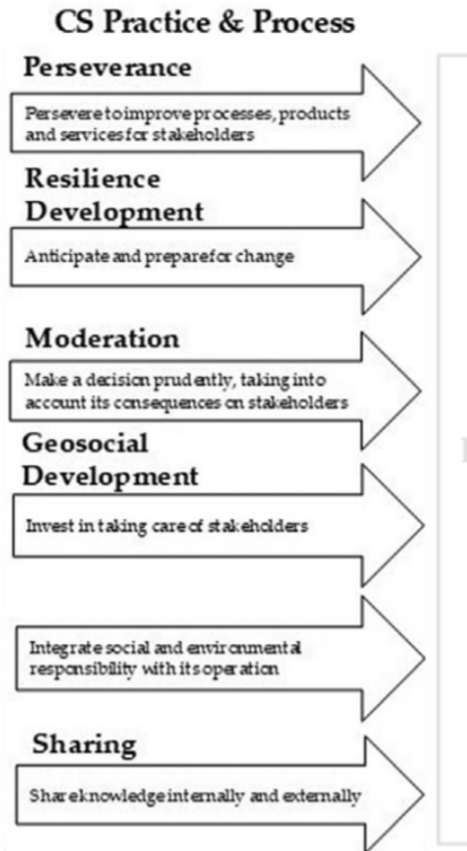 CS Practice & Process
Perseverance
Persevere to improve processes, products
and services for stakeholders
Resilience
Development
Anticipate and prepare for change
Moderation
Make a decision prudently, taking into
account its consequences on stakeholders
Geosocial
Development
Invest in taking care of stakeholders
Integrate social and environmental
responsibility with its operation
Sharing
Share knowledge internally and externally